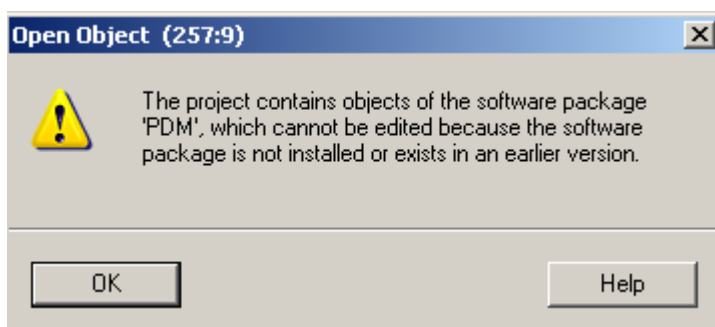 Open Object (257:9)
The project contains objects of the software package
'PDM', which cannot be edited because the software
package is not installed or exists in an earlier version.
OK
Help